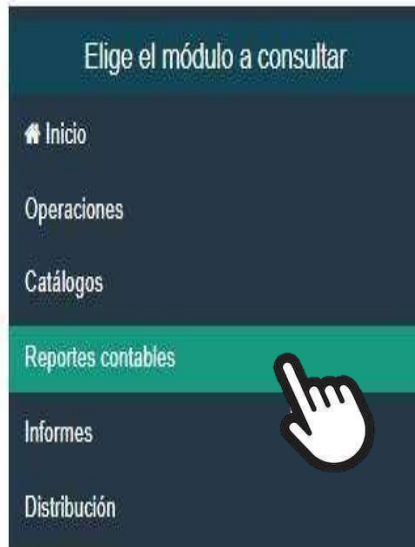 Elige el módulo a consultar
Inicio
Operaciones
Catálogos
Reportes contables
Informes
Distribución